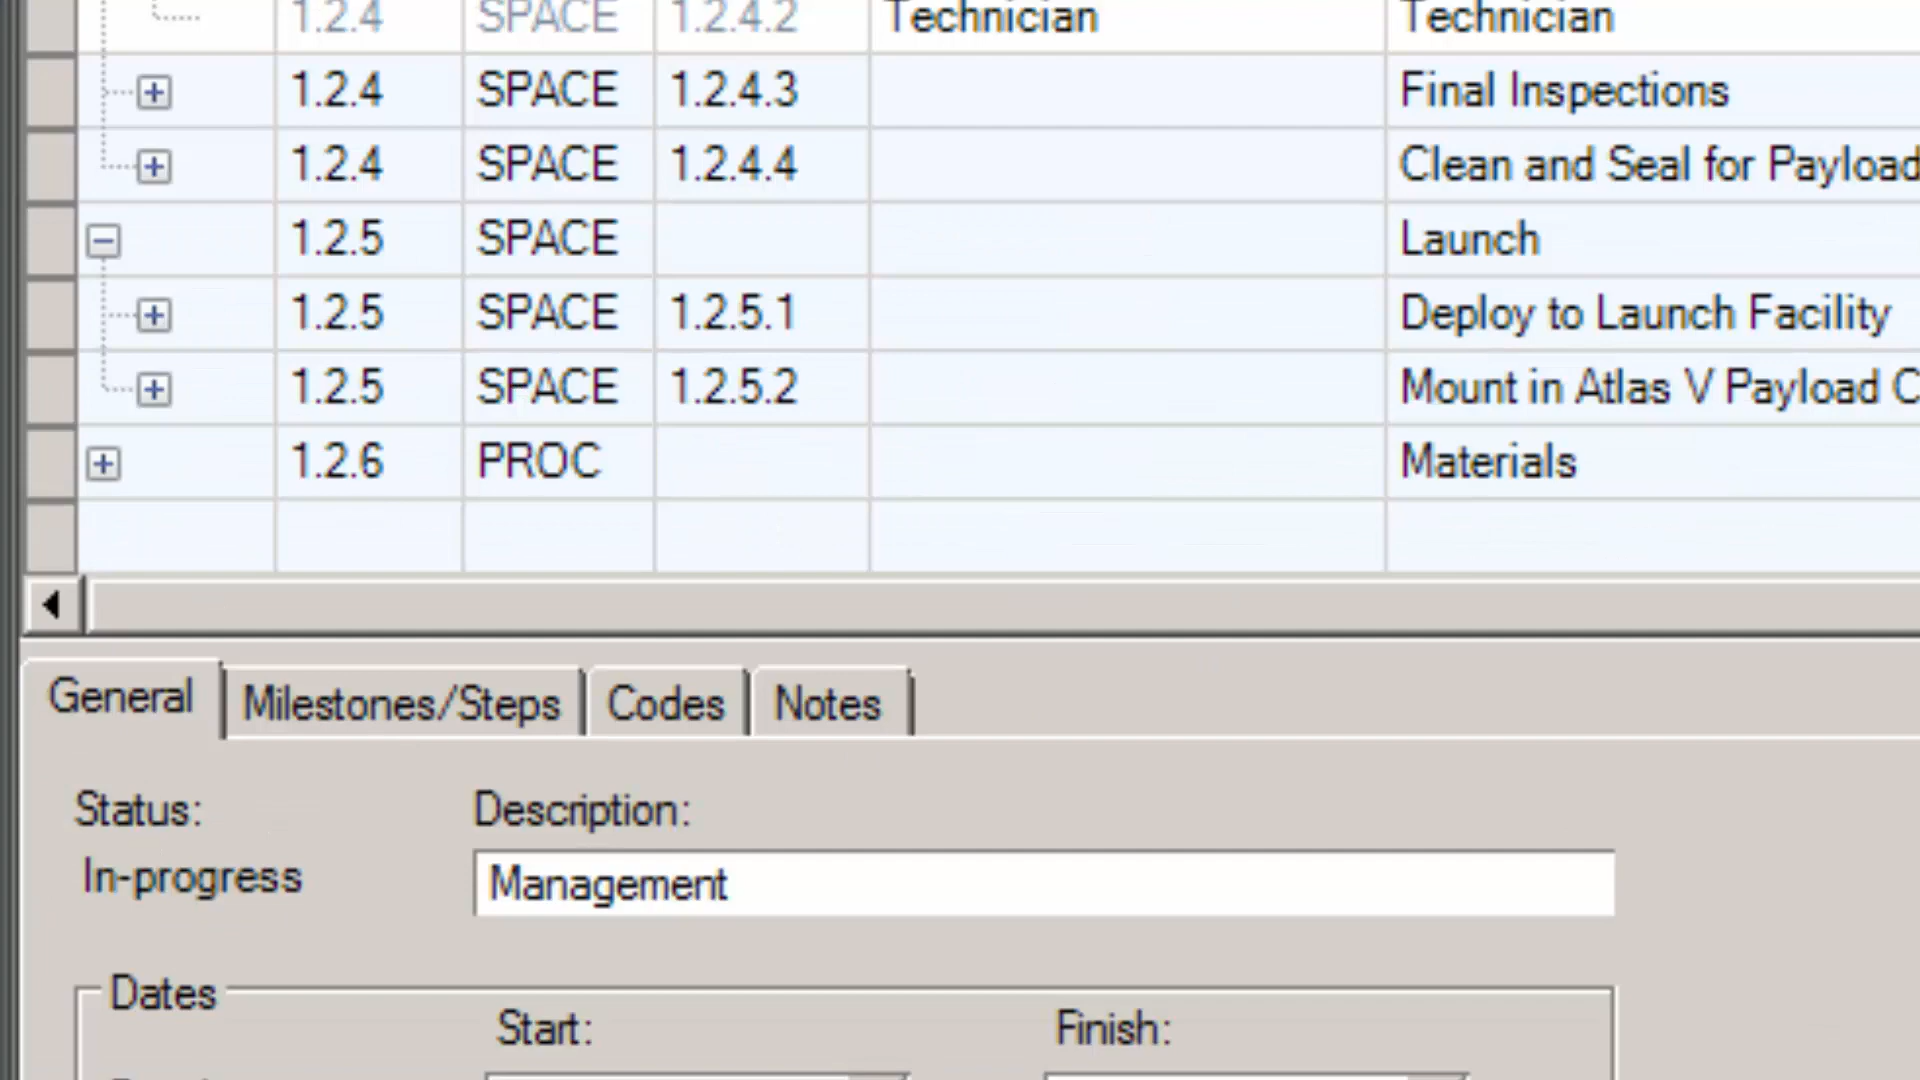 1.2.4 SPACE 1.2.4.2 Technician Technician
1.2.4 SPACE 1.2.4.3 Final Inspections
1.2.4 SPACE 1.2.4.4 Clean and Seal for Payload
1.2.5 SPACE Launch
1.2.5 SPACE 1.2.5.1 Deploy to Launch Facility
1.2.5 SPACE 1.2.5.2 Mount in Atlas V Payload C
1.2.6 PROC Materials
General Milestones/Steps Codes Notes
Status: Description:
In-progress Management
Dates
Start: Finish: